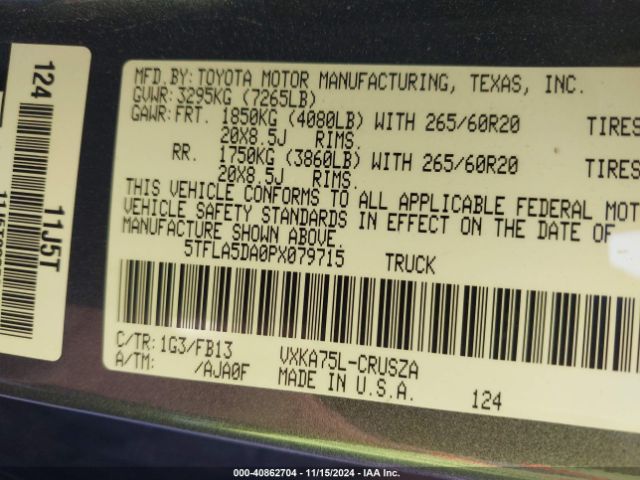 MFD.BY:TOYOTA MOTOR MANUFACTURING, TEXAS, INC.
GVWR:3295KG (7265LB)
GAWR:FRT. 1850KG (4080LB) WITH 265/60R20 TIRES
20X8.5J RIMS.
RR. 1750KG (3860LB) WITH 265/60R20 TIRES
20X8.5J RIMS.
THIS VEHICLE CONFORMS TO ALL APPLICABLE FEDERAL MOT
VEHICLE SAFETY STANDARDS IN EFFECT ON THE DATE OF
MANUFACTURE SHOWN ABOVE.
5TFLA5DA0PX079715 TRUCK
C/TR:1G3/FB13 VXKA75L-CRUSZA
A/TM: /AJA0F MADE IN U.S.A. 124
124
11J5T
000-40862704 - 11/15/2024 - IAA Inc.